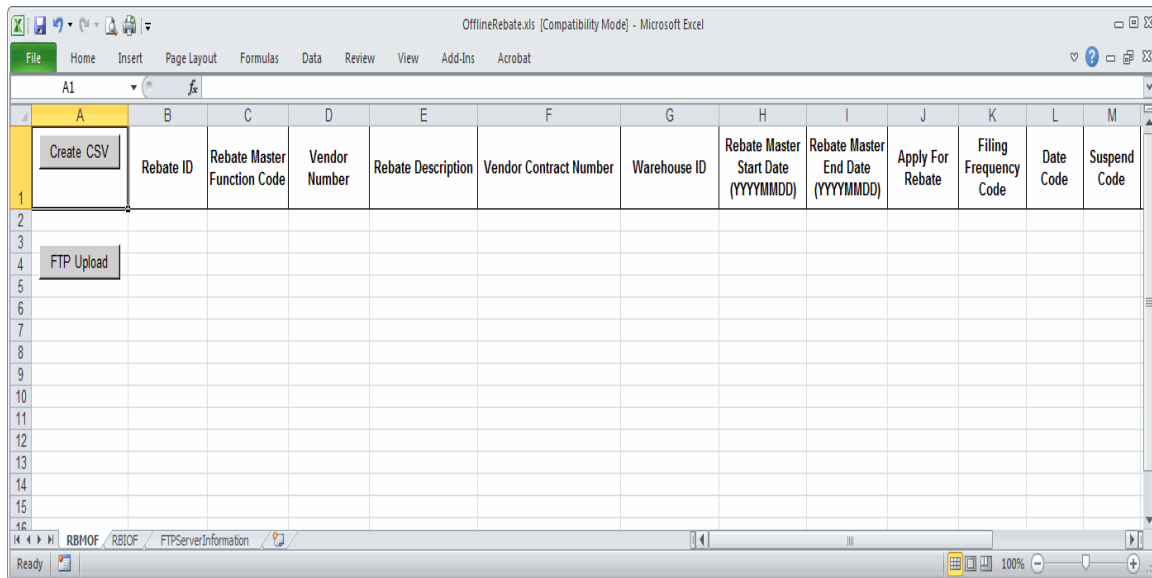 OfflineRebate.xls [Compatibility Mode] - Microsoft Excel
File Home Insert Page Layout Formulas Data Review View Add-Ins Acrobat
A1 fx
A B C D E F G H I J K L M
1 Create CSV Rebate ID Rebate Master Function Code Vendor Number Rebate Description Vendor Contract Number Warehouse ID Rebate Master Start Date (YYYYMMDD) Rebate Master End Date (YYYYMMDD) Apply For Rebate Filing Frequency Code Date Code Suspend Code
2
3
4 FTP Upload
5
6
7
8
9
10
11
12
13
14
15
16
RBMOF RBIOF FTPServerInformation
Ready 100%